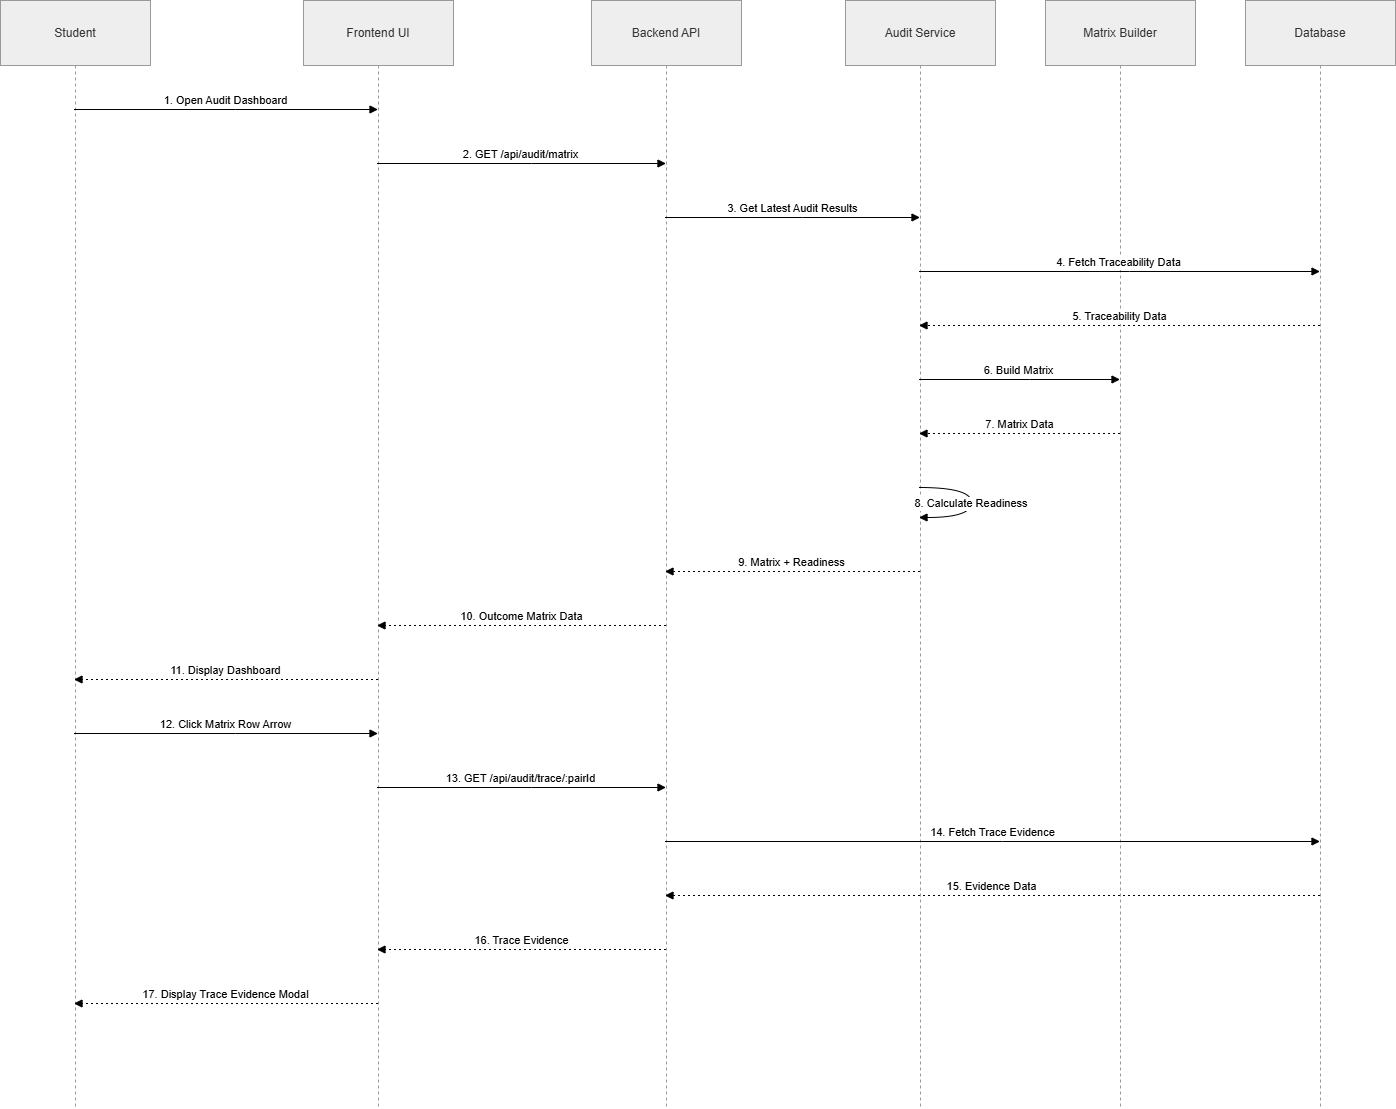 Student
Frontend UI
Backend API
Audit Service
Matrix Builder
Database
1. Open Audit Dashboard
2. GET /api/audit/matrix
3. Get Latest Audit Results
4. Fetch Traceability Data
5. Traceability Data
6. Build Matrix
7. Matrix Data
8. Calculate Readiness
9. Matrix + Readiness
10. Outcome Matrix Data
11. Display Dashboard
12. Click Matrix Row Arrow
13. GET /api/audit/trace/:pairId
14. Fetch Trace Evidence
15. Evidence Data
16. Trace Evidence
17. Display Trace Evidence Modal